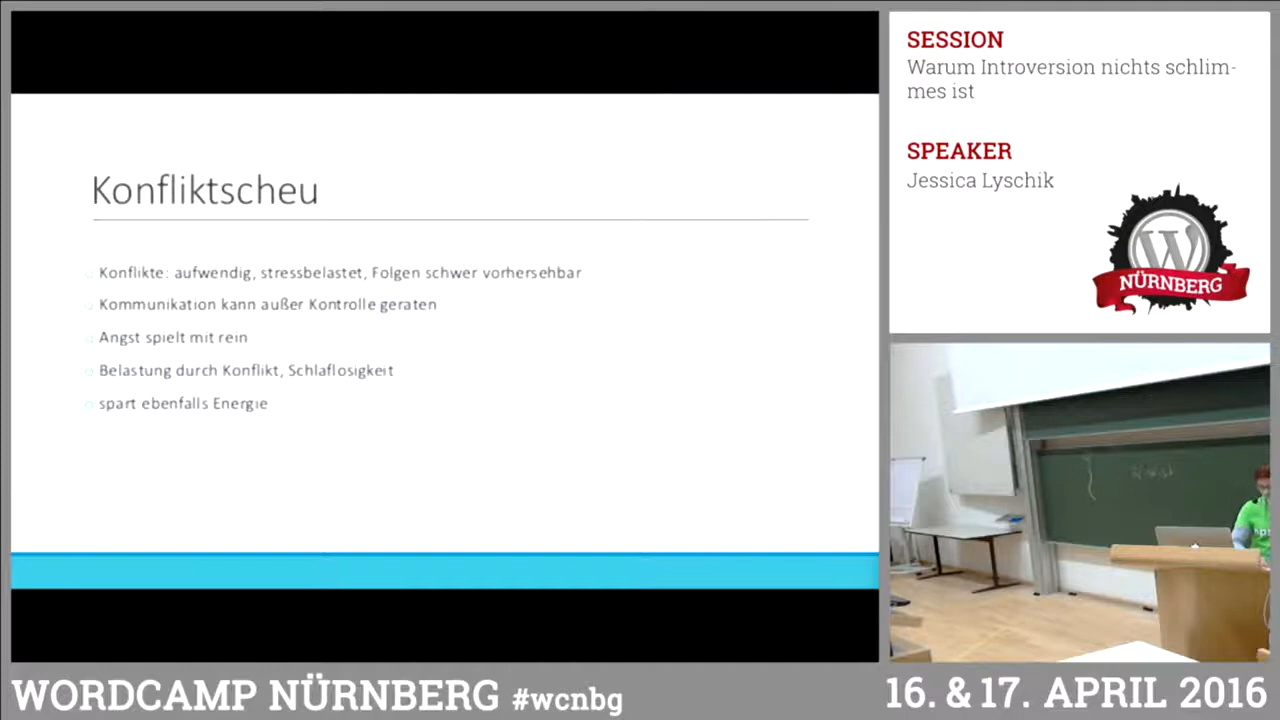 Konfliktscheu
Konflikte: aufwendig, stressbelastet, Folgen schwer vorhersehbar
Kommunikation kann außer Kontrolle geraten
Angst spielt mit rein
Belastung durch Konflikt, Schlaflosigkeit
spart ebenfalls Energie
SESSION
Warum Introversion nichts schlim-
mes ist
SPEAKER
Jessica Lyschik
W
NÜRNBERG
WORDCAMP NÜRNBERG #wcnbg
16. & 17. APRIL 2016